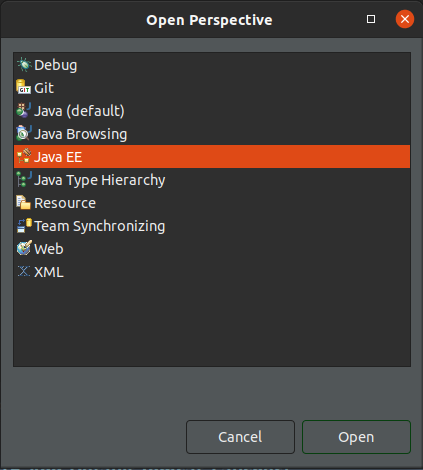 Open Perspective
Debug
Git
Java (default)
Java Browsing
Java EE
Java Type Hierarchy
Resource
Team Synchronizing
Web
XML
Cancel
Open